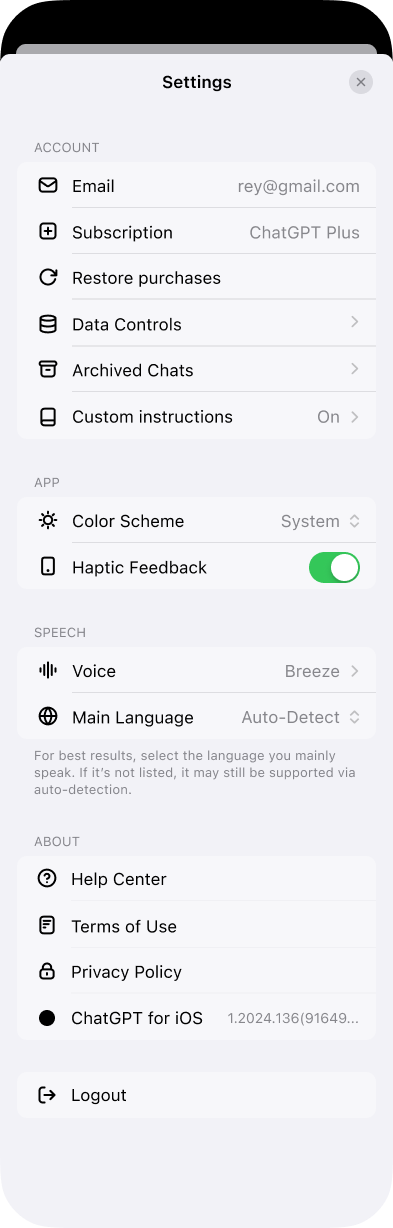 Settings
ACCOUNT
Email rey@gmail.com
Subscription ChatGPT Plus
Restore purchases
Data Controls
Archived Chats
Custom instructions On
APP
Color Scheme System
Haptic Feedback
SPEECH
Voice Breeze
Main Language Auto-Detect
For best results, select the language you mainly
speak. If it’s not listed, it may still be supported via
auto-detection.
ABOUT
Help Center
Terms of Use
Privacy Policy
ChatGPT for iOS 1.2024.136(91649...
Logout